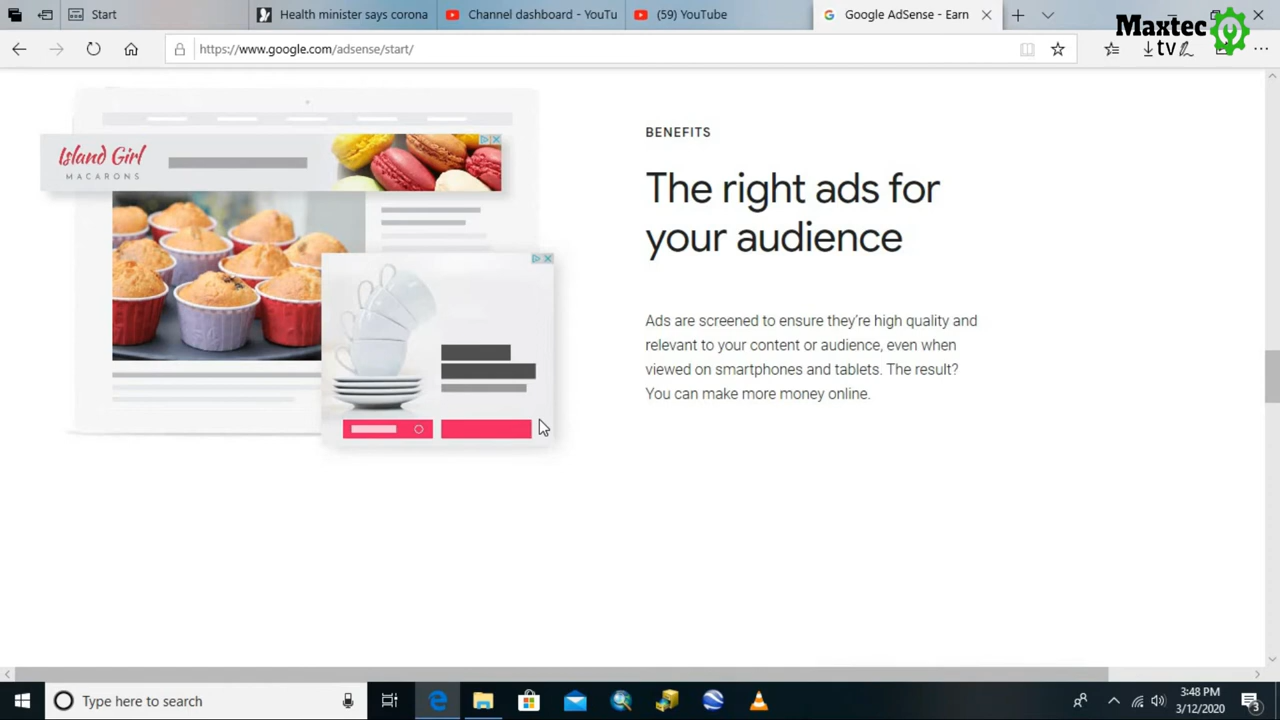 Start
Health minister says corona
Channel dashboard - YouTu
(59) YouTube
Google AdSense - Earn
Maxtec
tv
https://www.google.com/adsense/start/
Island Girl
MACARONS
BENEFITS
The right ads for
your audience
Ads are screened to ensure they’re high quality and
relevant to your content or audience, even when
viewed on smartphones and tablets. The result?
You can make more money online.
Type here to search
3:48 PM
3/12/2020
3